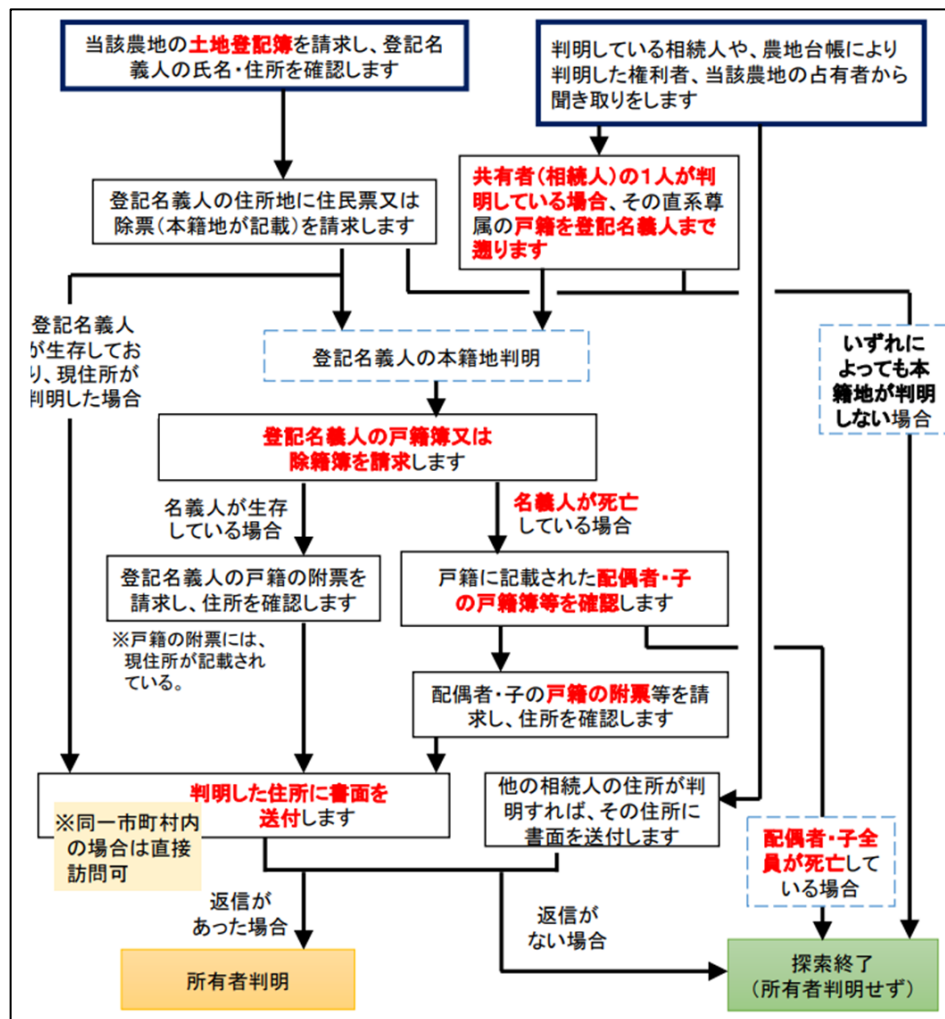 当該農地の土地登記簿を請求し、登記名
義人の氏名・住所を確認します
判明している相続人や、農地台帳により
判明した権利者、当該農地の占有者から
聞き取りをします
登記名義人の住所地に住民票又は
除票(本籍地が記載)を請求します
共有者(相続人)の1人が判
明している場合、その直系尊
属の戸籍を登記名義人まで
遡ります
登記名義人
が生存してお
り、現住所が
判明した場合
登記名義人の本籍地判明
いずれに
よっても本
籍地が判明
しない場合
登記名義人の戸籍簿又は
除籍簿を請求します
名義人が生存
している場合
名義人が死亡
している場合
登記名義人の戸籍の附票を
請求し、住所を確認します
戸籍に記載された配偶者・子
の戸籍簿等を確認します
※戸籍の附票には、
現住所が記載され
ている。
配偶者・子の戸籍の附票等を請
求し、住所を確認します
判明した住所に書面を
送付します
※同一市町村内
の場合は直接
訪問可
他の相続人の住所が判
明すれば、その住所に
書面を送付します
配偶者・子全
員が死亡して
いる場合
返信が
あった場合
返信が
ない場合
所有者判明
探索終了
(所有者判明せず)